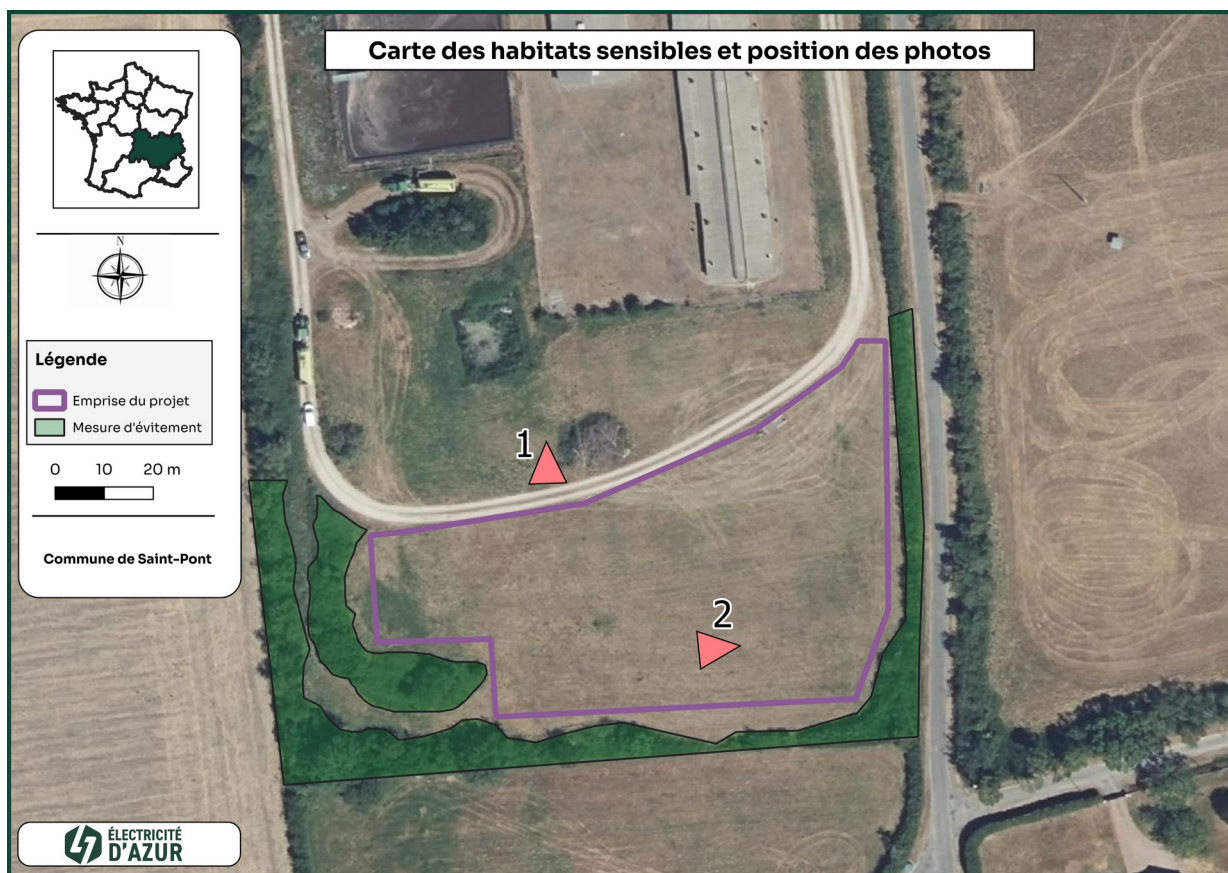 Carte des habitats sensibles et position des photos
N
Légende
Emprise du projet
Mesure d'évitement
0 10 20 m
Commune de Saint-Pont
1
2
ÉLECTRICITÉ
D'AZUR